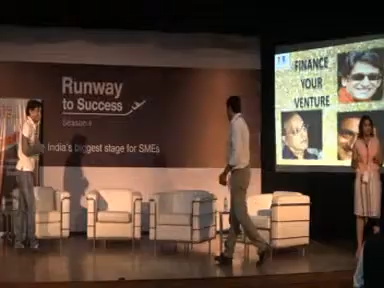 Runway
to Success
Season 4
India's biggest stage for SMEs
FINANCE
YOUR
VENTURE